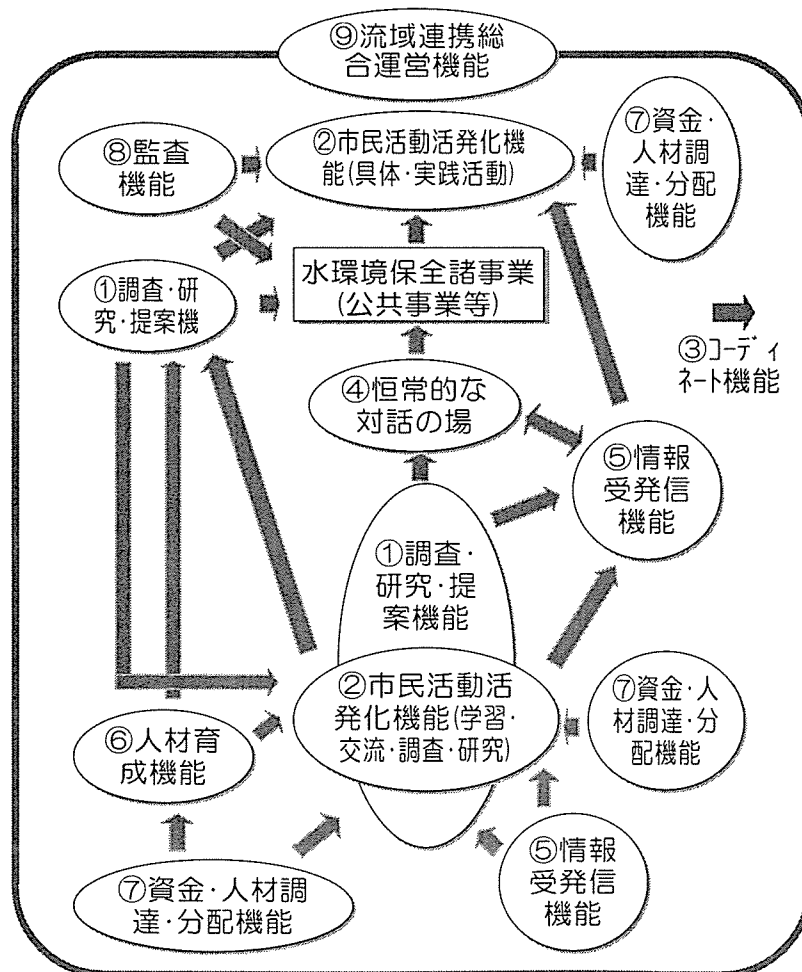 ⑨流域連携総
合運営機能
⑧監査
機能
②市民活動活発化機
能(具体・実践活動)
⑦資金・
人材調
達・分配
機能
①調査・研
究・提案機
水環境保全諸事業
(公共事業等)
③コーディ
ネート機能
④恒常的な
対話の場
⑤情報
受発信
機能
①調査・
研究・提
案機能
②市民活動活
発化機能(学習・
交流・調査・研究)
⑦資金・人
材調達・分
配機能
⑥人材育
成機能
⑦資金・人材調
達・分配機能
⑤情報
受発信
機能